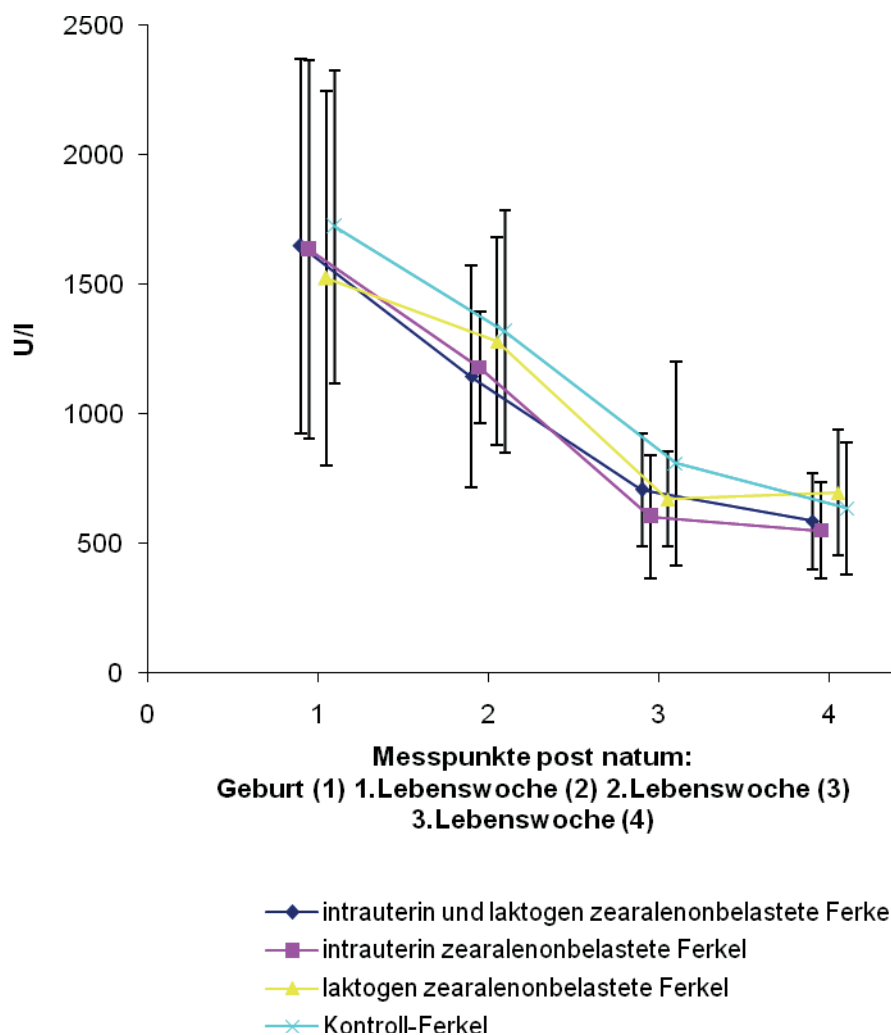 2500
2000
1500
1000
500
0
U/l
0 1 2 3 4
Messpunkte post natum:
Geburt (1) 1.Lebenswoche (2) 2.Lebenswoche (3)
3.Lebenswoche (4)
intrauterin und laktogen zearalenonbelastete Ferke
intrauterin zearalenonbelastete Ferkel
laktogen zearalenonbelastete Ferkel
Kontroll-Ferkel